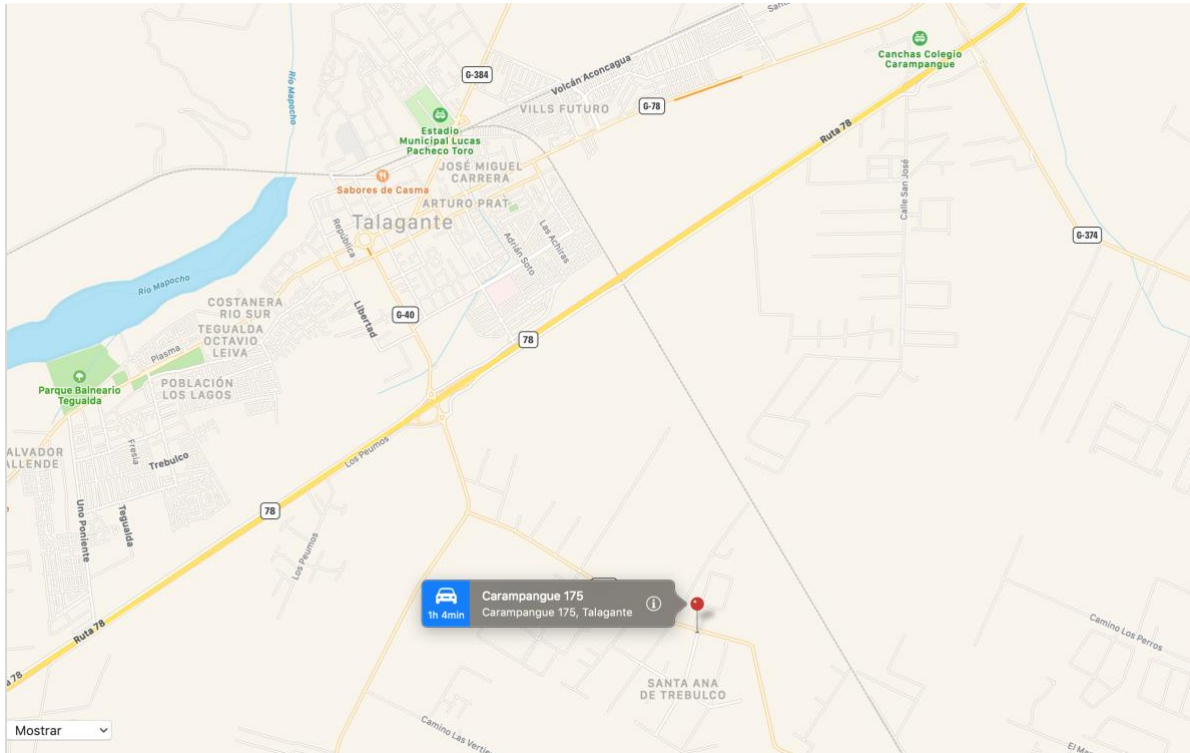 Canchas Colegio
Carampangue
G-384
Volcán Aconcagua
Río Mapocho
VILLS FUTURO
G-78
Estadio
Municipal Lucas
Pacheco Toro
Ruta 78
JOSÉ MIGUEL
CARRERA
Sabores de Casma
ARTURO PRAT
Calle San José
Talagante
República
Adrián Soto
Las Achiras
G-374
Río Mapocho
COSTANERA
RIO SUR
Libertad
G-40
TEGUALDA
OCTAVIO
LEIVA
78
Plasma
Parque Balneario
Tegualda
POBLACIÓN
LOS LAGOS
ALVADOR
ALLENDE
Fresia
Trebulco
Los Peumos
Uno Poniente
Tegualda
78
Los Peumos
Carampangue 175
1h 4min
Carampangue 175, Talagante
Ruta 78
Camino Los Perros
SANTA ANA
DE TREBULCO
78
Mostrar
Camino Las Vertie
El Ma